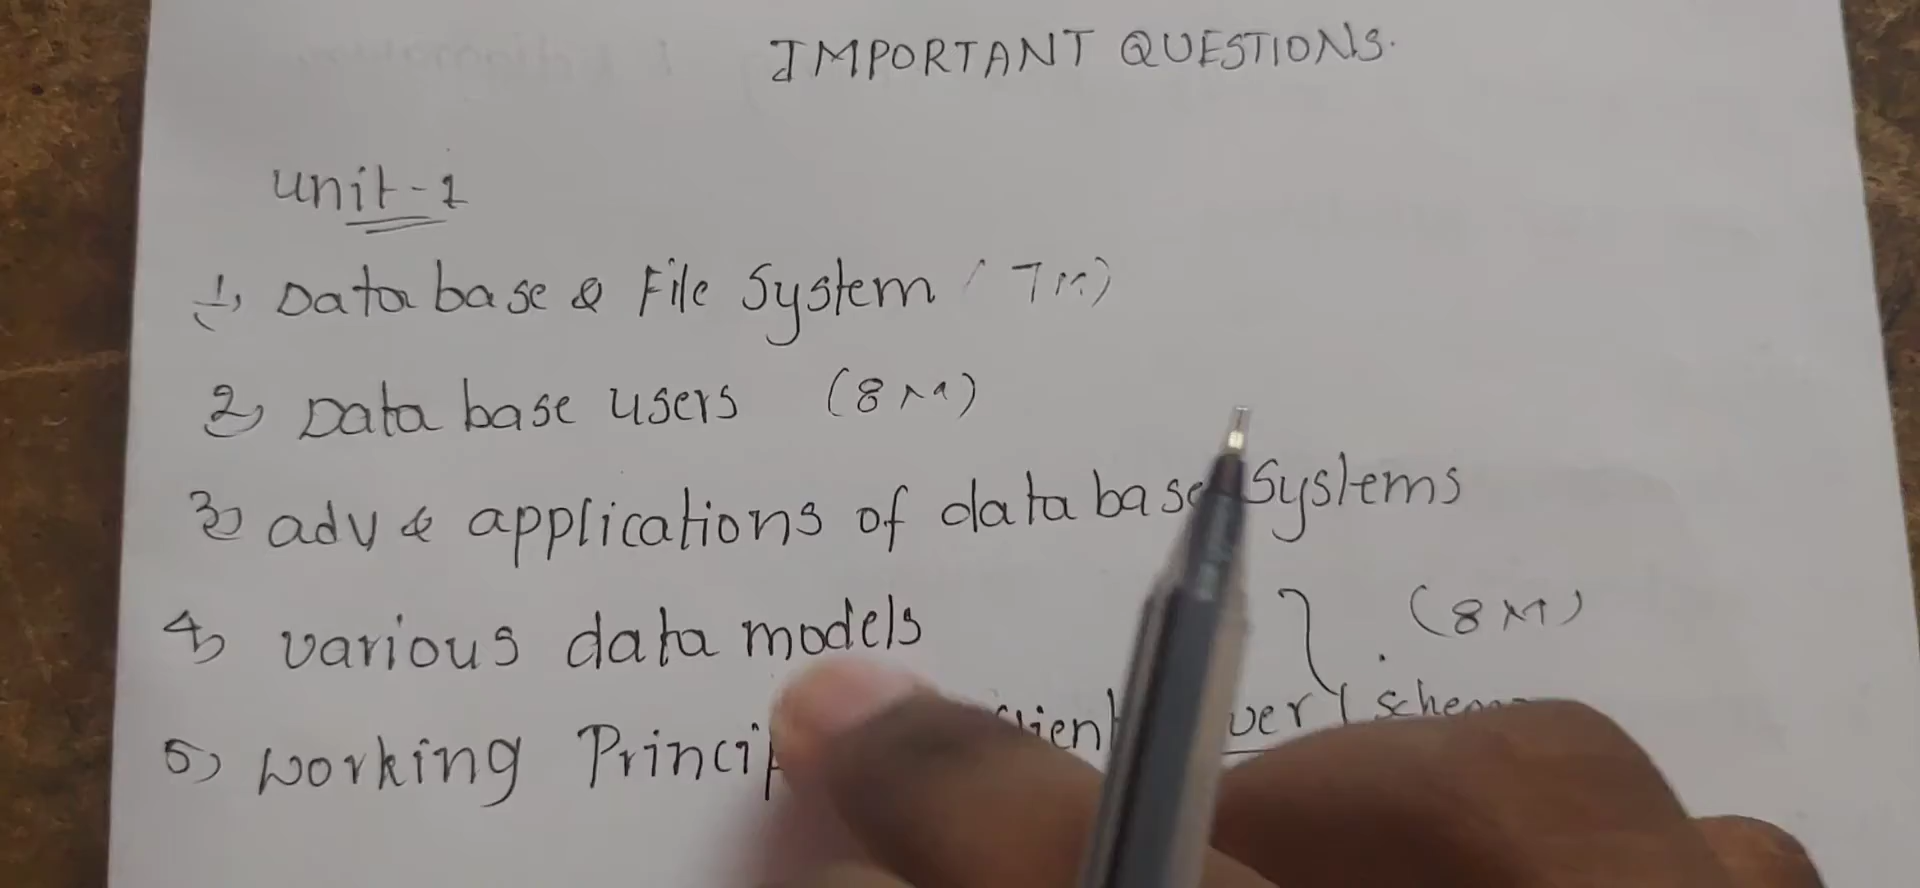 IMPORTANT QUESTIONS.
Unit-1
1) Data base & File System (7M)
2) Data base users (8M)
3) adv & applications of data base Systems
4) various data models (8M)
5) Working